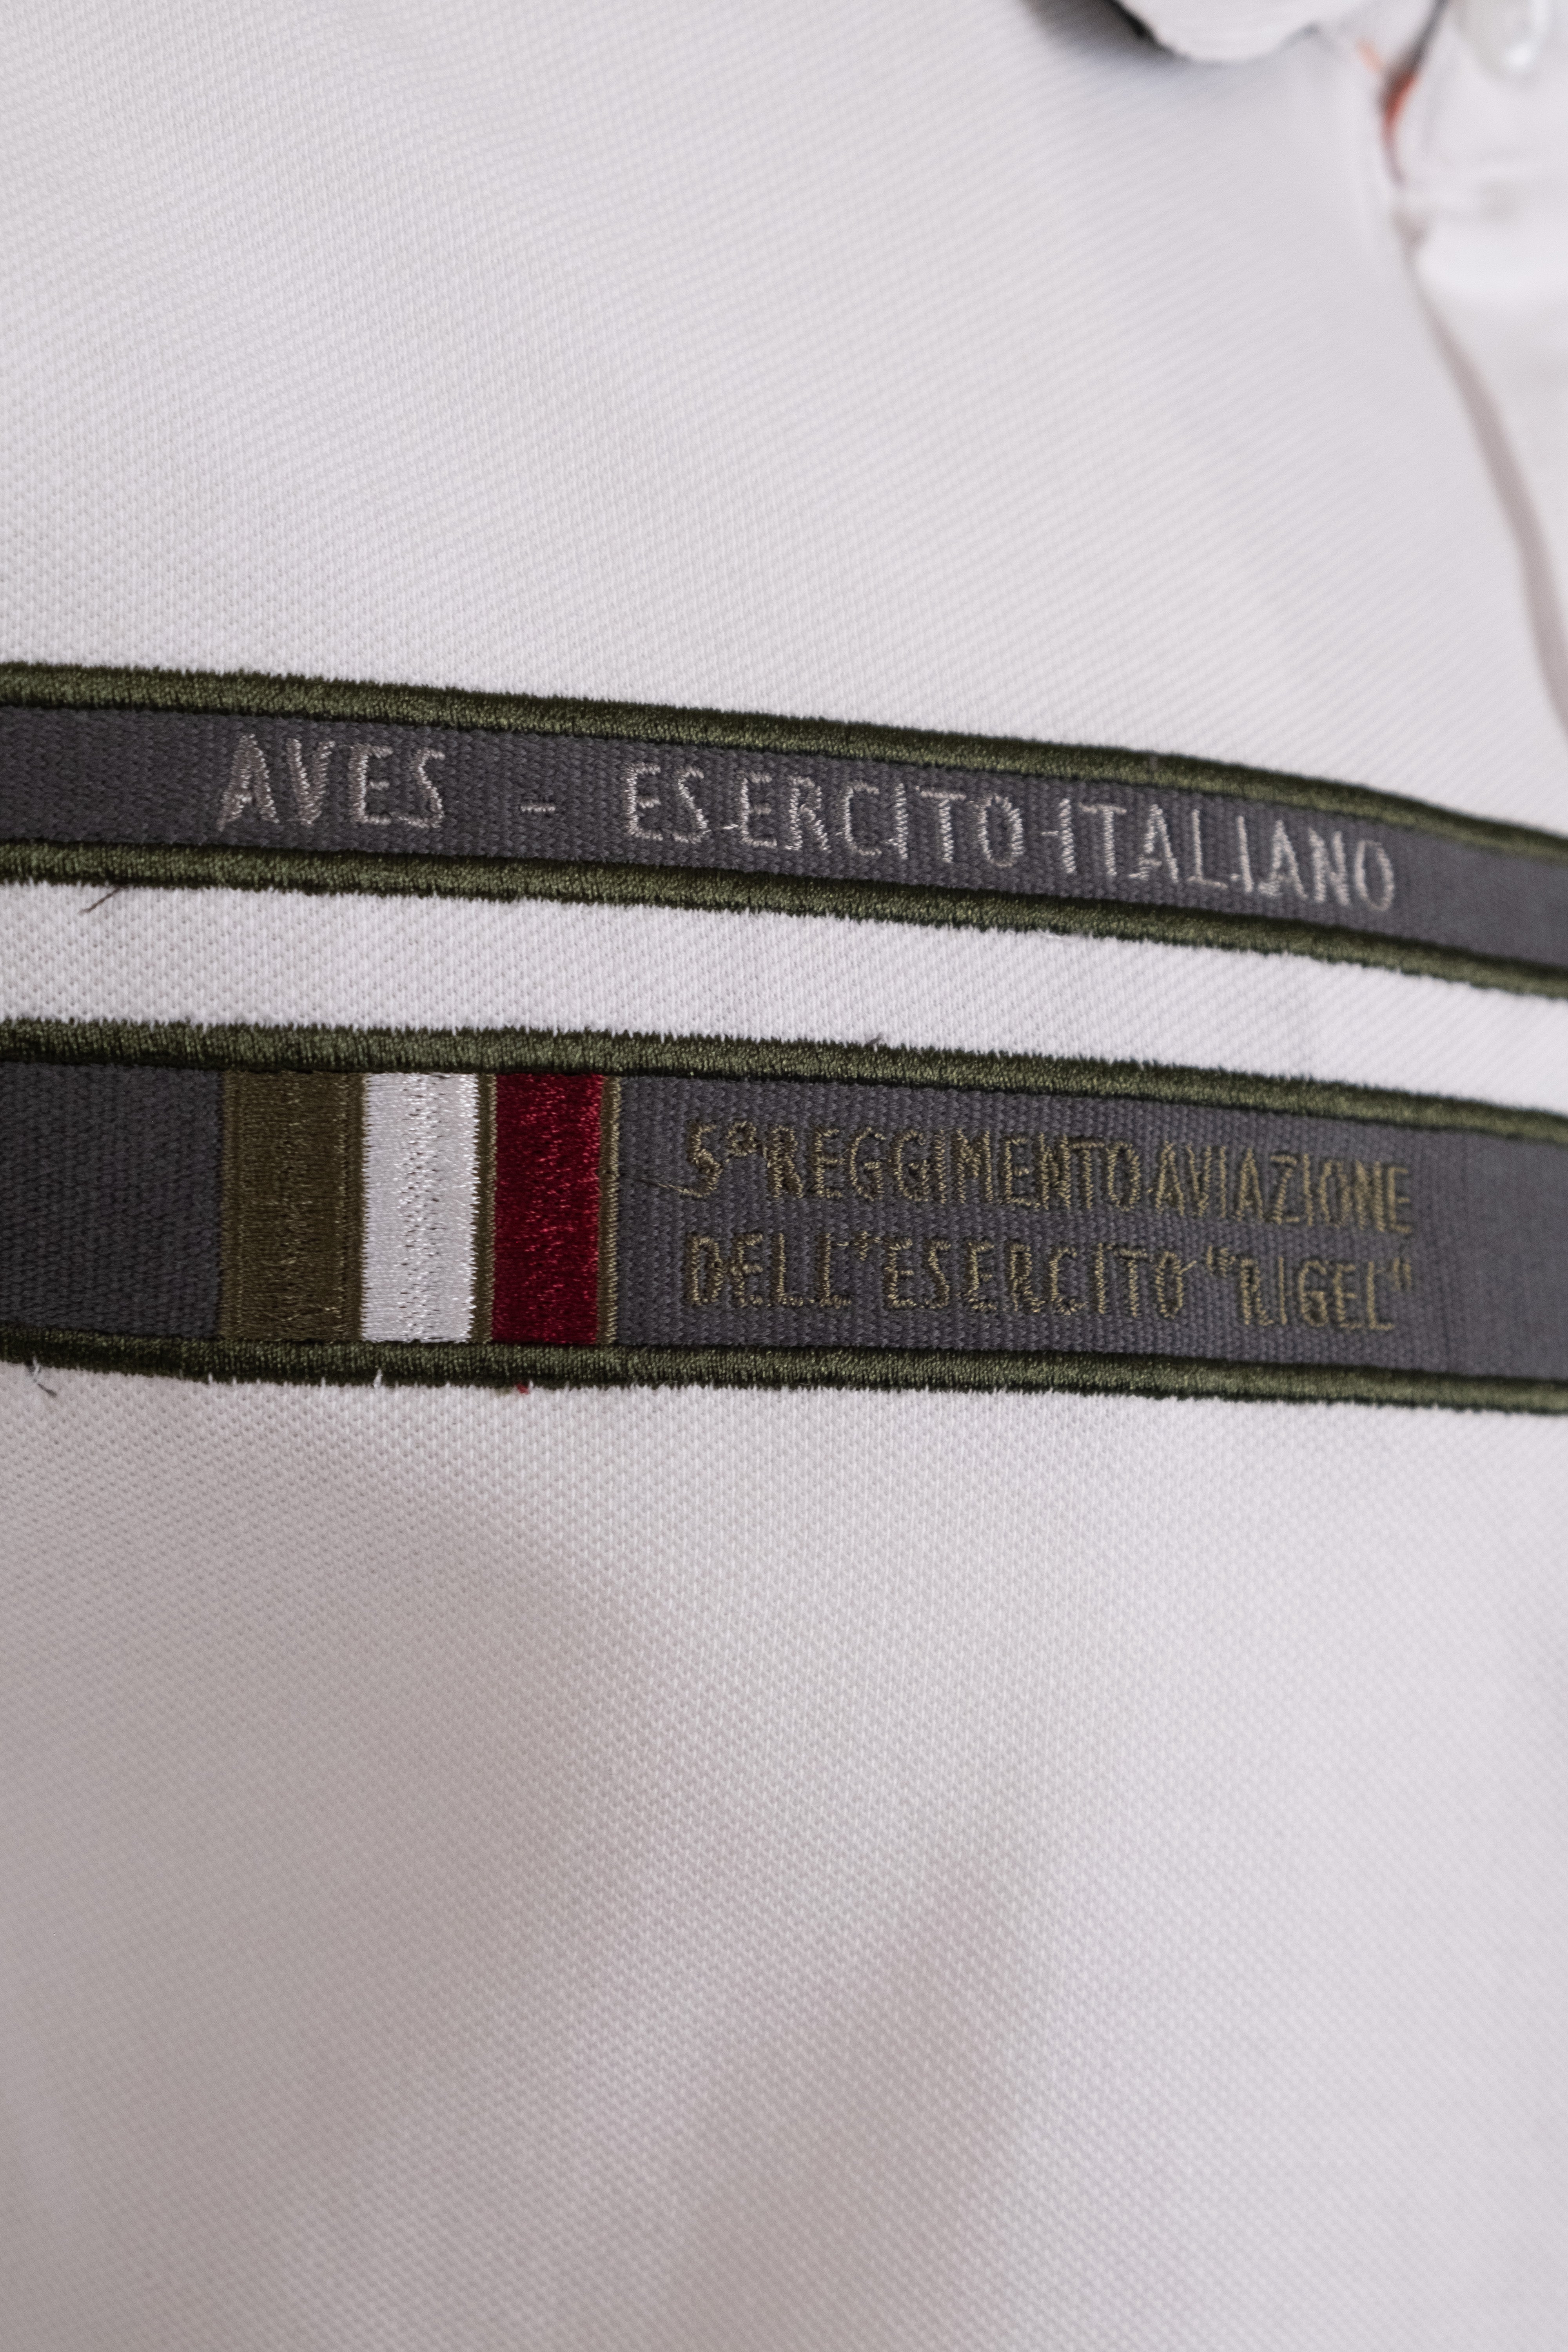 AVES - ESERCITO ITALIANO
5° REGGIMENTO AVIAZIONE
DELL'ESERCITO "RIGEL"